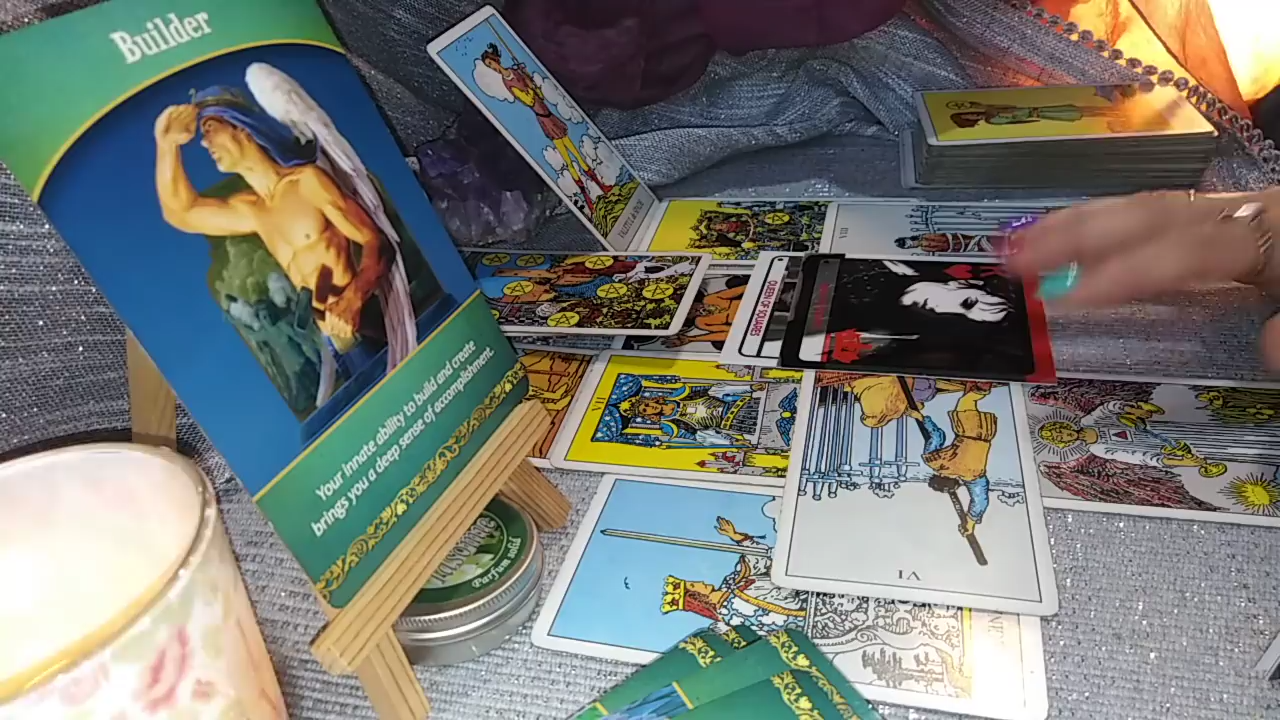 Builder
Your innate ability to build and create
brings you a deep sense of accomplishment.
QUEEN OF SQUARES
VII
VI
Parfum solid